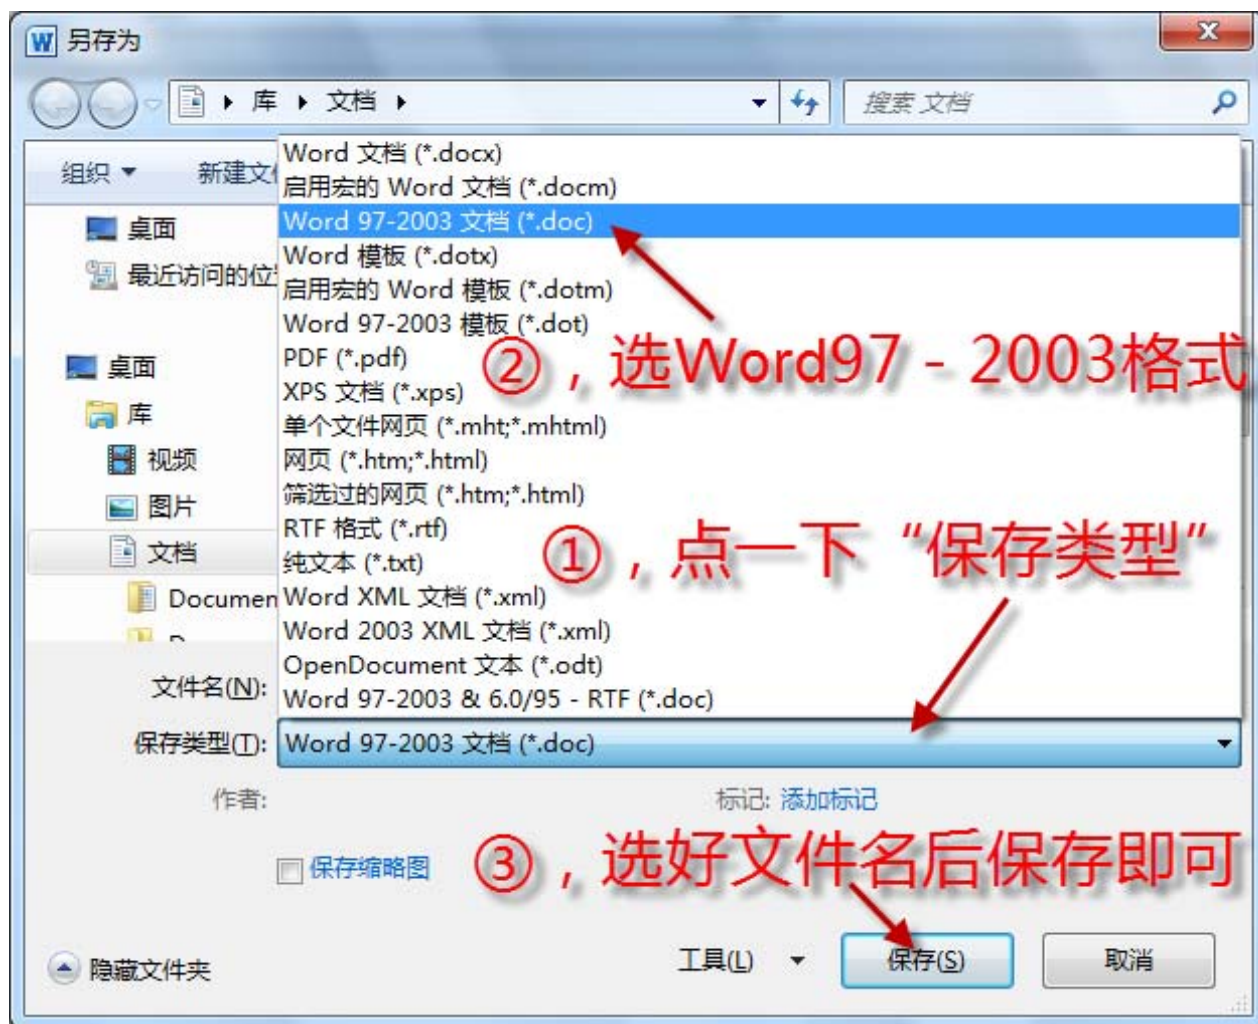 另存为
库 文档
搜索 文档
组织 新建文
Word 文档 (*.docx)
启用宏的 Word 文档 (*.docm)
Word 97-2003 文档 (*.doc)
Word 模板 (*.dotx)
启用宏的 Word 模板 (*.dotm)
Word 97-2003 模板 (*.dot)
PDF (*.pdf)
XPS 文档 (*.xps)
单个文件网页 (*.mht;*.mhtml)
网页 (*.htm;*.html)
筛选过的网页 (*.htm;*.html)
RTF 格式 (*.rtf)
纯文本 (*.txt)
Word XML 文档 (*.xml)
Word 2003 XML 文档 (*.xml)
OpenDocument 文本 (*.odt)
Word 97-2003 & 6.0/95 - RTF (*.doc)
桌面
最近访问的位
桌面
库
视频
图片
文档
Documen
②，选Word97 - 2003格式
①，点一下“保存类型”
文件名(N):
保存类型(T): Word 97-2003 文档 (*.doc)
作者: 标记: 添加标记
保存缩略图
③，选好文件名后保存即可
隐藏文件夹 工具(L) 保存(S) 取消